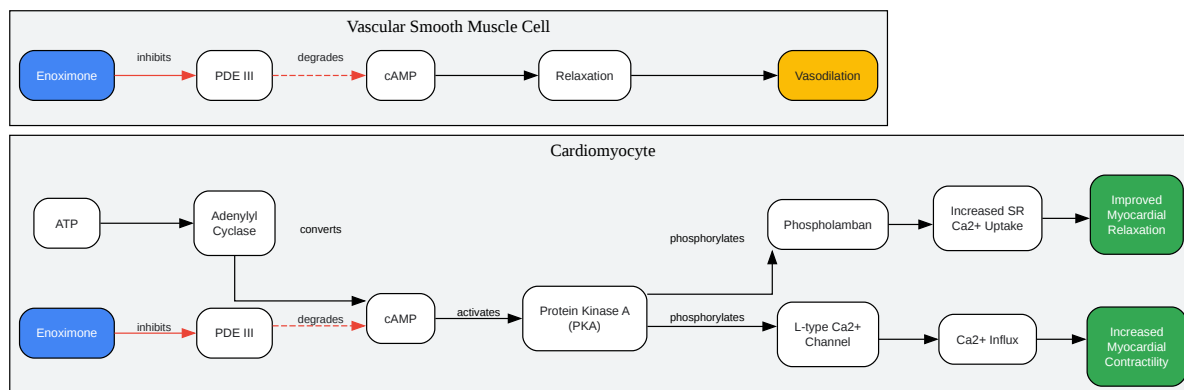 Vascular Smooth Muscle Cell
Enoximone
inhibits
PDE III
degrades
cAMP
Relaxation
Vasodilation
Cardiomyocyte
ATP
Adenylyl
Cyclase
converts
phosphorylates
Phospholamban
Increased SR
Ca2+ Uptake
Improved
Myocardial
Relaxation
Enoximone
inhibits
PDE III
degrades
cAMP
activates
Protein Kinase A
(PKA)
phosphorylates
L-type Ca2+
Channel
Ca2+ Influx
Increased
Myocardial
Contractility